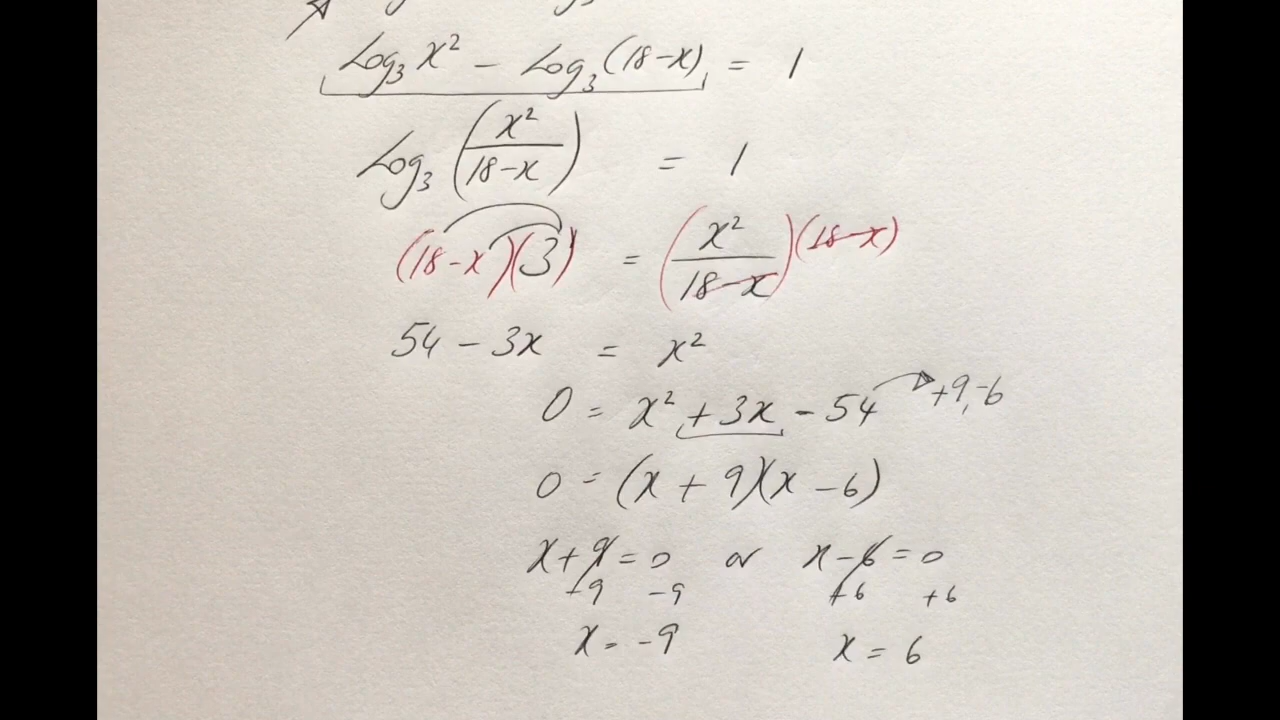 Log₃ x² − Log₃ (18−x) = 1
Log₃ (x²/(18−x)) = 1
(18−x)(3) = (x²/(18−x))(18−x)
54 − 3x = x²
0 = x² + 3x − 54 → +9, −6
0 = (x + 9)(x − 6)
x + 9 = 0 or x − 6 = 0
−9 −9 +6 +6
x = −9 x = 6